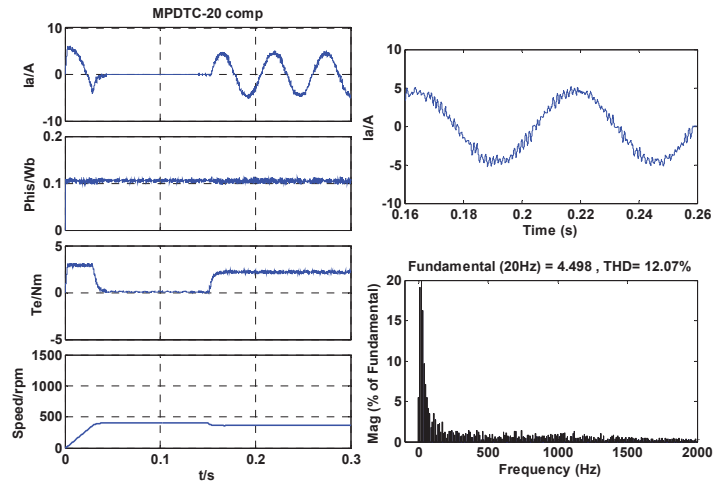 MPDTC-20 comp
10
0
-10
Ia/A
0.2
0.1
0
Phis/Wb
5
0
-5
Te/Nm
1500
1000
500
0
Speed/rpm
0 0.1 0.2 0.3
t/s
10
5
0
-5
-10
Ia/A
0.16 0.18 0.2 0.22 0.24 0.26
Time (s)
Fundamental (20Hz) = 4.498 , THD= 12.07%
20
15
10
5
0
Mag (% of Fundamental)
0 500 1000 1500 2000
Frequency (Hz)